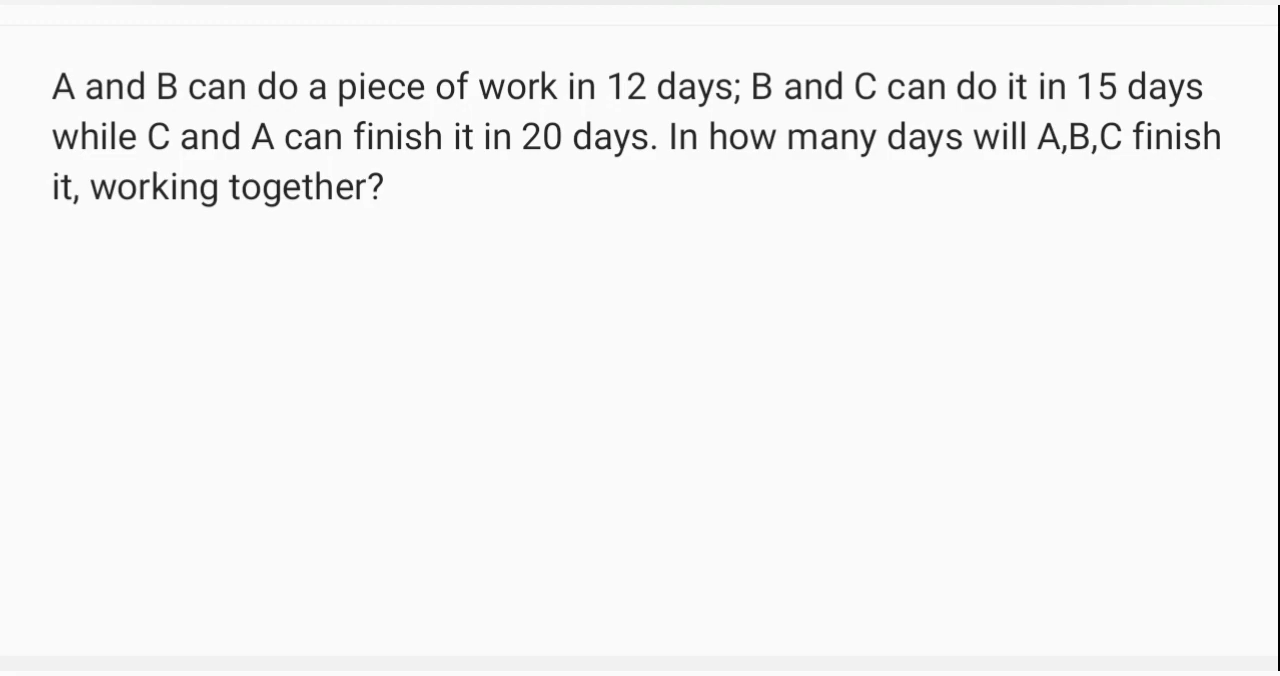 A and B can do a piece of work in 12 days; B and C can do it in 15 days
while C and A can finish it in 20 days. In how many days will A,B,C finish
it, working together?